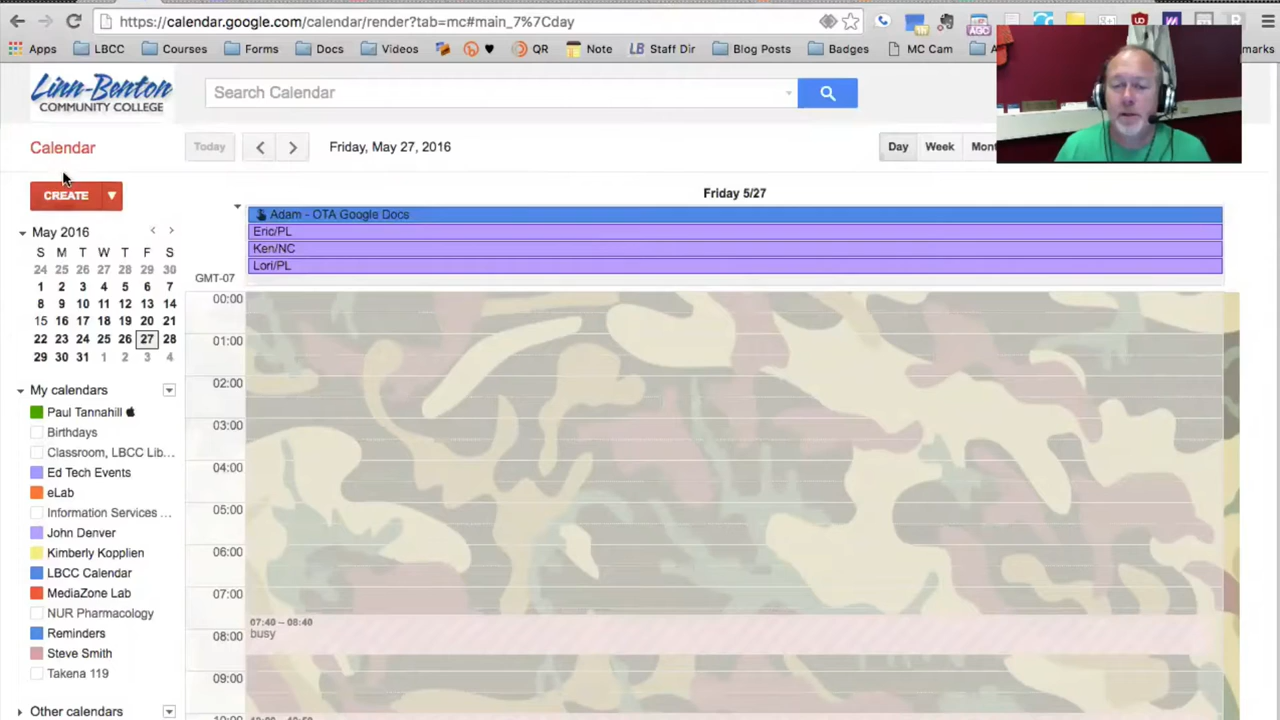 https://calendar.google.com/calendar/render?tab=mc#main_7%7Cday
Apps LBCC Courses Forms Docs Videos ♥ QR Note Staff Dir Blog Posts Badges MC Cam marks
Linn-Benton
COMMUNITY COLLEGE
Search Calendar
Calendar
Today
Friday, May 27, 2016
Day Week Mont
CREATE
Friday 5/27
Adam - OTA Google Docs
Eric/PL
Ken/NC
Lori/PL
GMT-07
May 2016
S M T W T F S
24 25 26 27 28 29 30
1 2 3 4 5 6 7
8 9 10 11 12 13 14
15 16 17 18 19 20 21
22 23 24 25 26 27 28
29 30 31 1 2 3 4
My calendars
Paul Tannahill
Birthdays
Classroom, LBCC Lib...
Ed Tech Events
eLab
Information Services ...
John Denver
Kimberly Kopplien
LBCC Calendar
MediaZone Lab
NUR Pharmacology
Reminders
Steve Smith
Takena 119
Other calendars
00:00
01:00
02:00
03:00
04:00
05:00
06:00
07:00
07:40 – 08:40
busy
08:00
09:00